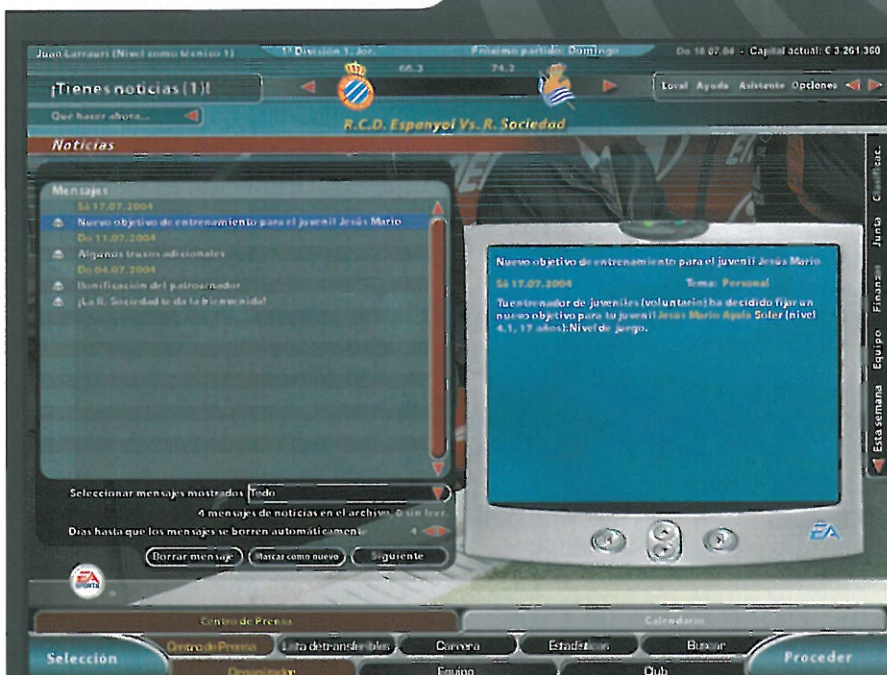 Juan Larrauri (Nivel como técnico 1)
1ª División 1. Jor.
Próximo partido: Domingo
Do 18.07.04 - Capital actual: € 3.261.360
¡Tienes noticias (1)!
66.3
74.2
Local Ayuda Asistente Opciones
Qué hacer ahora...
R.C.D. Espanyol Vs. R. Sociedad
Noticias
Mensajes
Sá 17.07.2004
Nuevo objetivo de entrenamiento para el juvenil Jesús Mario
Do 11.07.2004
Algunos trucos adicionales
Do 04.07.2004
Bonificación del patrocinador
¡La R. Sociedad te da la bienvenida!
Nuevo objetivo de entrenamiento para el juvenil Jesús Mario
Sá 17.07.2004
Tema: Personal
Tu entrenador de juveniles (voluntario) ha decidido fijar un
nuevo objetivo para tu juvenil Jesús Mario Ayala Soler (nivel
4.1, 17 años):Nivel de juego.
Seleccionar mensajes mostrados Todo
4 mensajes de noticias en el archivo, 0 sin leer.
Días hasta que los mensajes se borren automáticamente 4
Borrar mensaje
Marcar como nuevo
Siguiente
EA
EA SPORTS
Esta semana
Equipo
Finanzas
Junta
Clasificac.
Centro de Prensa
Calendario
Selección
Centro de Prensa
Lista de transferibles
Carrera
Estadísticas
Buscar
Proceder
Organizador
Equipo
Club